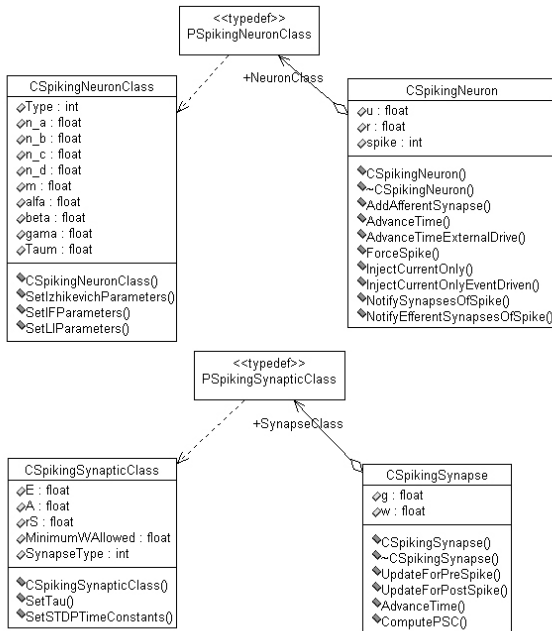 <<typedef>>
PSpikingNeuronClass
+NeuronClass
CSpikingNeuronClass
Type : int
n_a : float
n_b : float
n_c : float
n_d : float
m : float
alfa : float
beta : float
gama : float
Taum : float
CSpikingNeuronClass()
SetIzhikevichParameters()
SetIFParameters()
SetLIParameters()
CSpikingNeuron
u : float
r : float
spike : int
CSpikingNeuron()
~CSpikingNeuron()
AddAfferentSynapse()
AdvanceTime()
AdvanceTimeExternalDrive()
ForceSpike()
InjectCurrentOnly()
InjectCurrentOnlyEventDriven()
NotifySynapsesOfSpike()
NotifyEfferentSynapsesOfSpike()
<<typedef>>
PSpikingSynapticClass
+SynapseClass
CSpikingSynapticClass
E : float
A : float
rS : float
MinimumWAllowed : float
SynapseType : int
CSpikingSynapticClass()
SetTau()
SetSTDPTimeConstants()
CSpikingSynapse
g : float
w : float
CSpikingSynapse()
~CSpikingSynapse()
UpdateForPreSpike()
UpdateForPostSpike()
AdvanceTime()
ComputePSC()